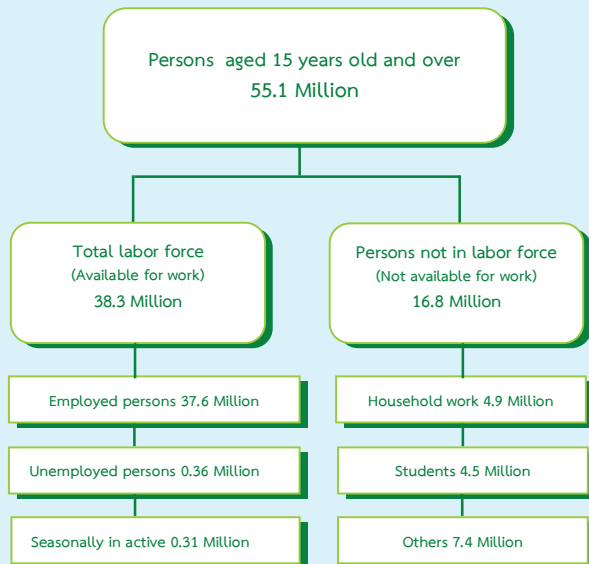 Persons aged 15 years old and over
55.1 Million
Total labor force
(Available for work)
38.3 Million
Persons not in labor force
(Not available for work)
16.8 Million
Employed persons 37.6 Million
Household work 4.9 Million
Unemployed persons 0.36 Million
Students 4.5 Million
Seasonally in active 0.31 Million
Others 7.4 Million